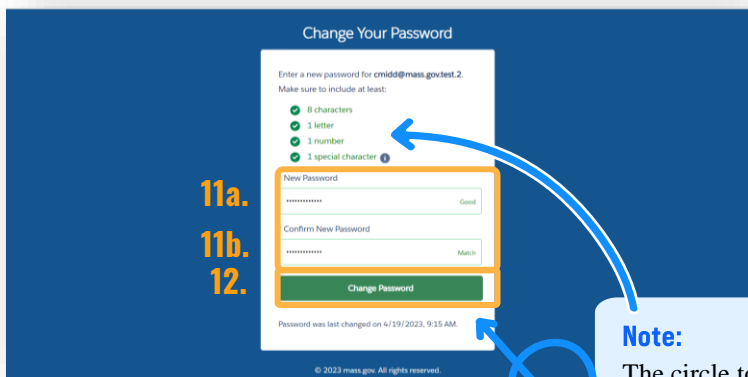 Change Your Password
Enter a new password for cmidd@mass.gov.test.2.
Make sure to include at least:
8 characters
1 letter
1 number
1 special character i
11a.
New Password
••••••••••••• Good
11b.
Confirm New Password
••••••••••••• Match
12.
Change Password
Password was last changed on 4/19/2023, 9:15 AM.
© 2023 mass.gov. All rights reserved.
Note:
The circle to